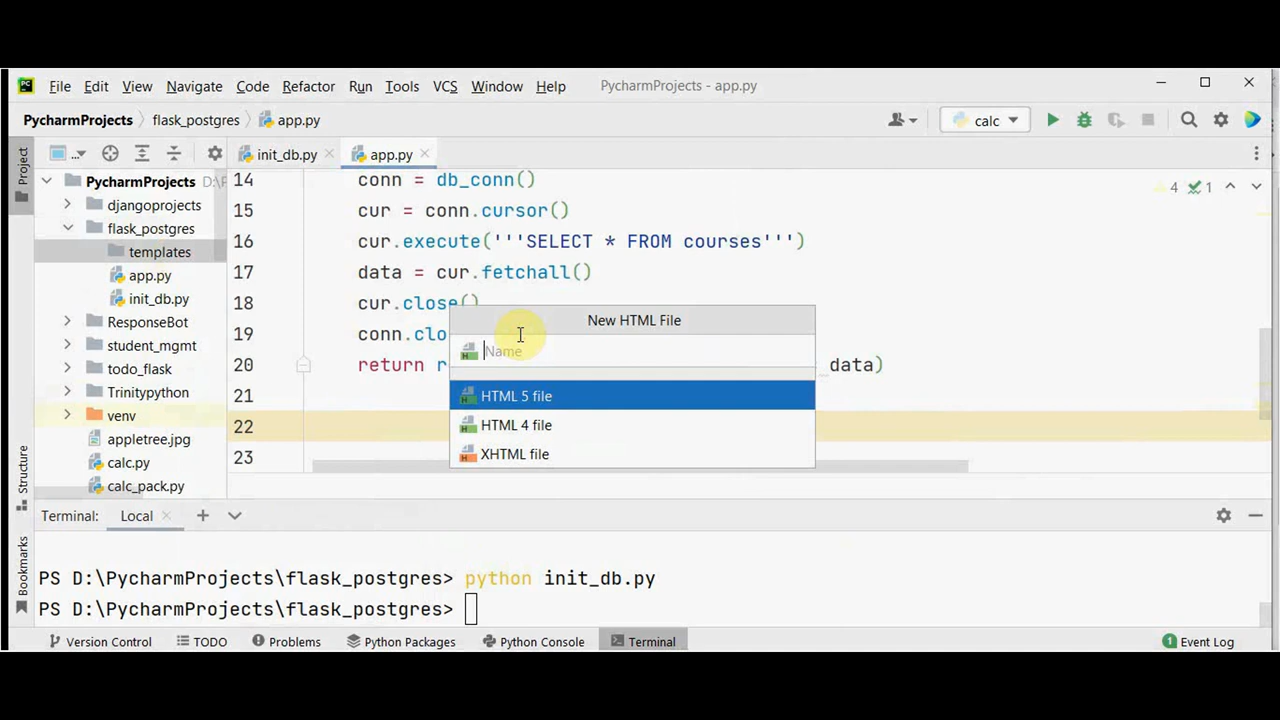 File Edit View Navigate Code Refactor Run Tools VCS Window Help PycharmProjects - app.py
PycharmProjects flask_postgres app.py calc
Project
... init_db.py app.py
PycharmProjects
djangoprojects
flask_postgres
templates
app.py
init_db.py
ResponseBot
student_mgmt
todo_flask
Trinitypython
venv
appletree.jpg
calc.py
calc_pack.py
4 1
14 conn = db_conn()
15 cur = conn.cursor()
16 cur.execute('''SELECT * FROM courses''')
17 data = cur.fetchall()
18 cur.close()
19 conn.clo
20 return r _data)
21
22
23
New HTML File
Name
HTML 5 file
HTML 4 file
XHTML file
Structure
Bookmarks
Terminal: Local
PS D:\PycharmProjects\flask_postgres> python init_db.py
PS D:\PycharmProjects\flask_postgres>
Version Control TODO Problems Python Packages Python Console Terminal 1 Event Log